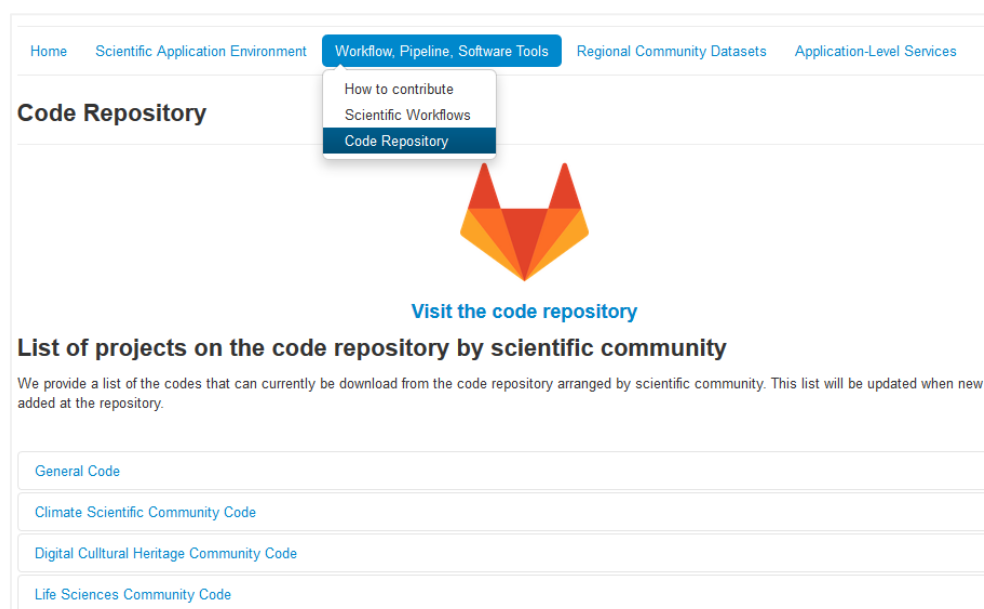 Home Scientific Application Environment Workflow, Pipeline, Software Tools Regional Community Datasets Application-Level Services
How to contribute
Scientific Workflows
Code Repository
Code Repository
Visit the code repository
List of projects on the code repository by scientific community
We provide a list of the codes that can currently be download from the code repository arranged by scientific community. This list will be updated when new
added at the repository.
General Code
Climate Scientific Community Code
Digital Culltural Heritage Community Code
Life Sciences Community Code